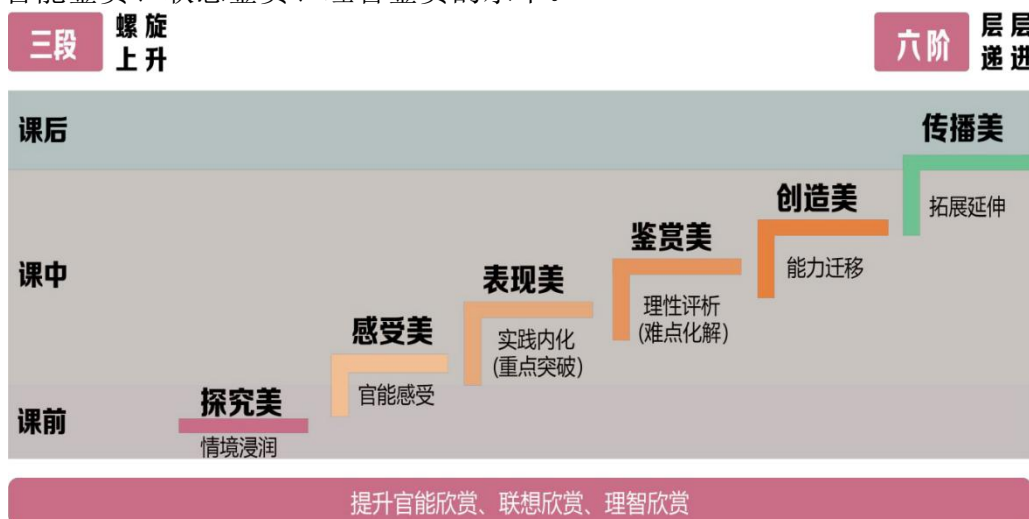 三段
螺旋
上升
六阶
层层
递进
课后
传播美
拓展延伸
创造美
能力迁移
鉴赏美
理性评析
(难点化解)
课中
表现美
实践内化
(重点突破)
感受美
官能感受
探究美
情境浸润
课前
提升官能欣赏、联想欣赏、理智欣赏